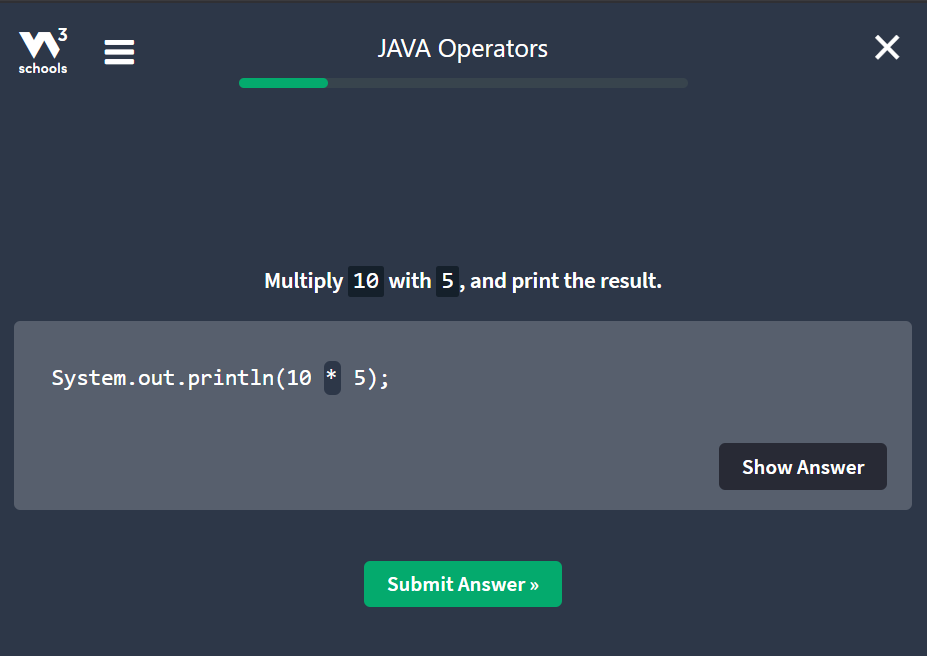 W3
schools
JAVA Operators
Multiply 10 with 5, and print the result.
System.out.println(10 * 5);
Show Answer
Submit Answer »